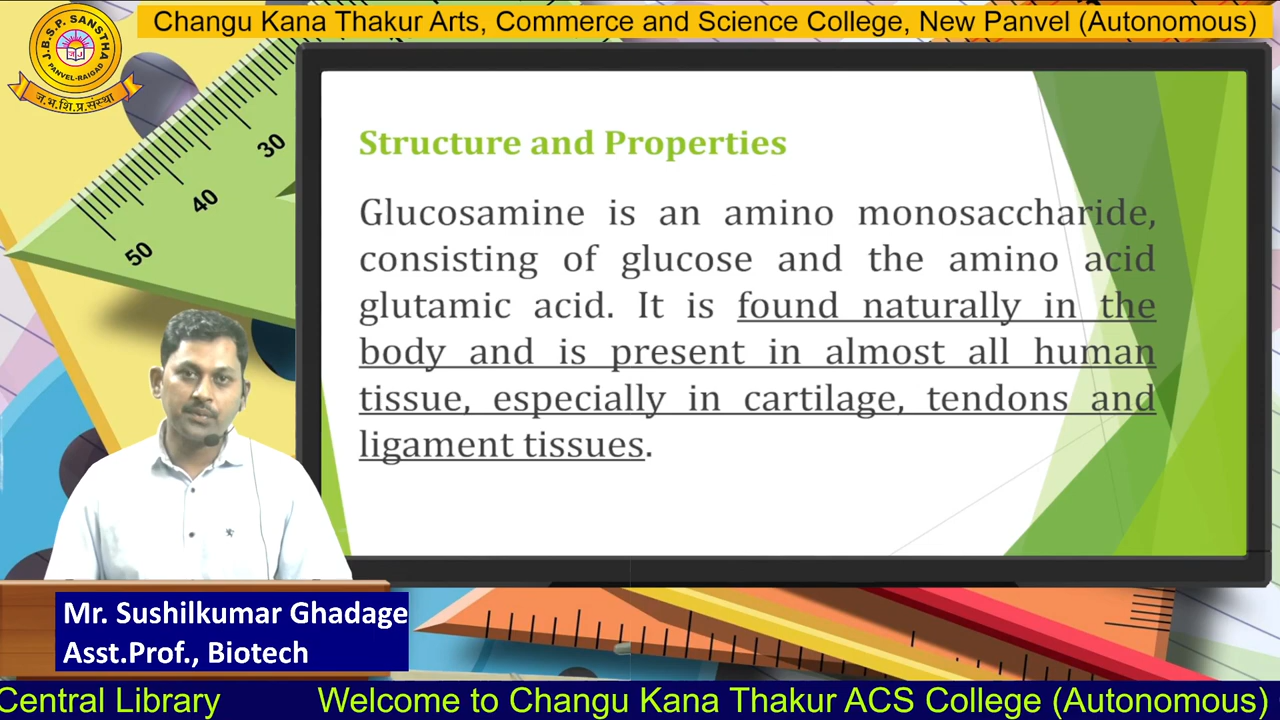 Changu Kana Thakur Arts, Commerce and Science College, New Panvel (Autonomous)
J.B.S.P. SANSTHA
PANVEL-RAIGAD
ज.भ.शि.प्र.संस्था
30
40
50
Structure and Properties
Glucosamine is an amino monosaccharide,
consisting of glucose and the amino acid
glutamic acid. It is found naturally in the
body and is present in almost all human
tissue, especially in cartilage, tendons and
ligament tissues.
Mr. Sushilkumar Ghadage
Asst.Prof., Biotech
Central Library Welcome to Changu Kana Thakur ACS College (Autonomous)